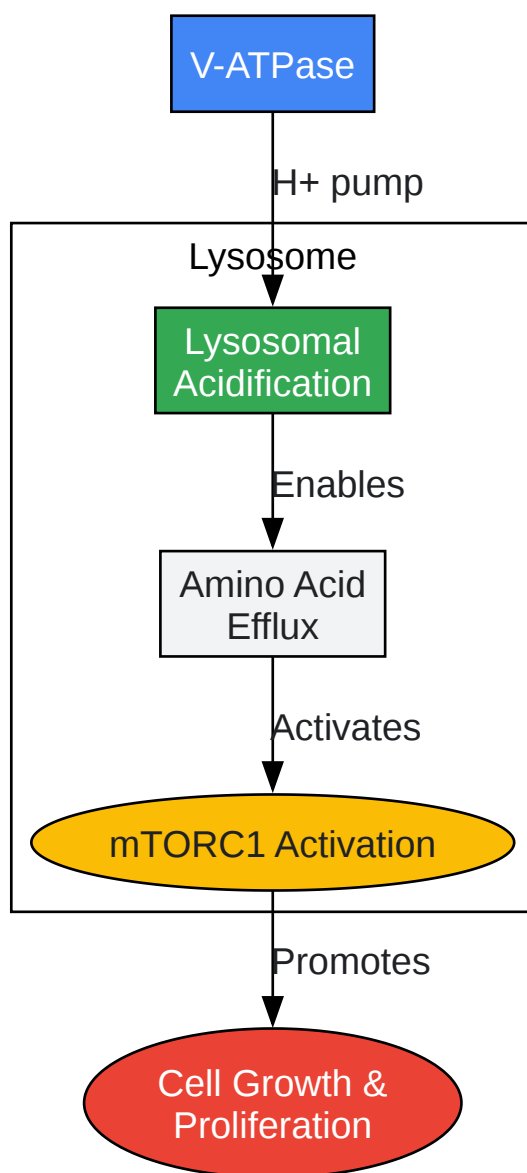 V-ATPase
H+ pump
Lysosome
Lysosomal
Acidification
Enables
Amino Acid
Efflux
Activates
mTORC1 Activation
Promotes
Cell Growth &
Proliferation